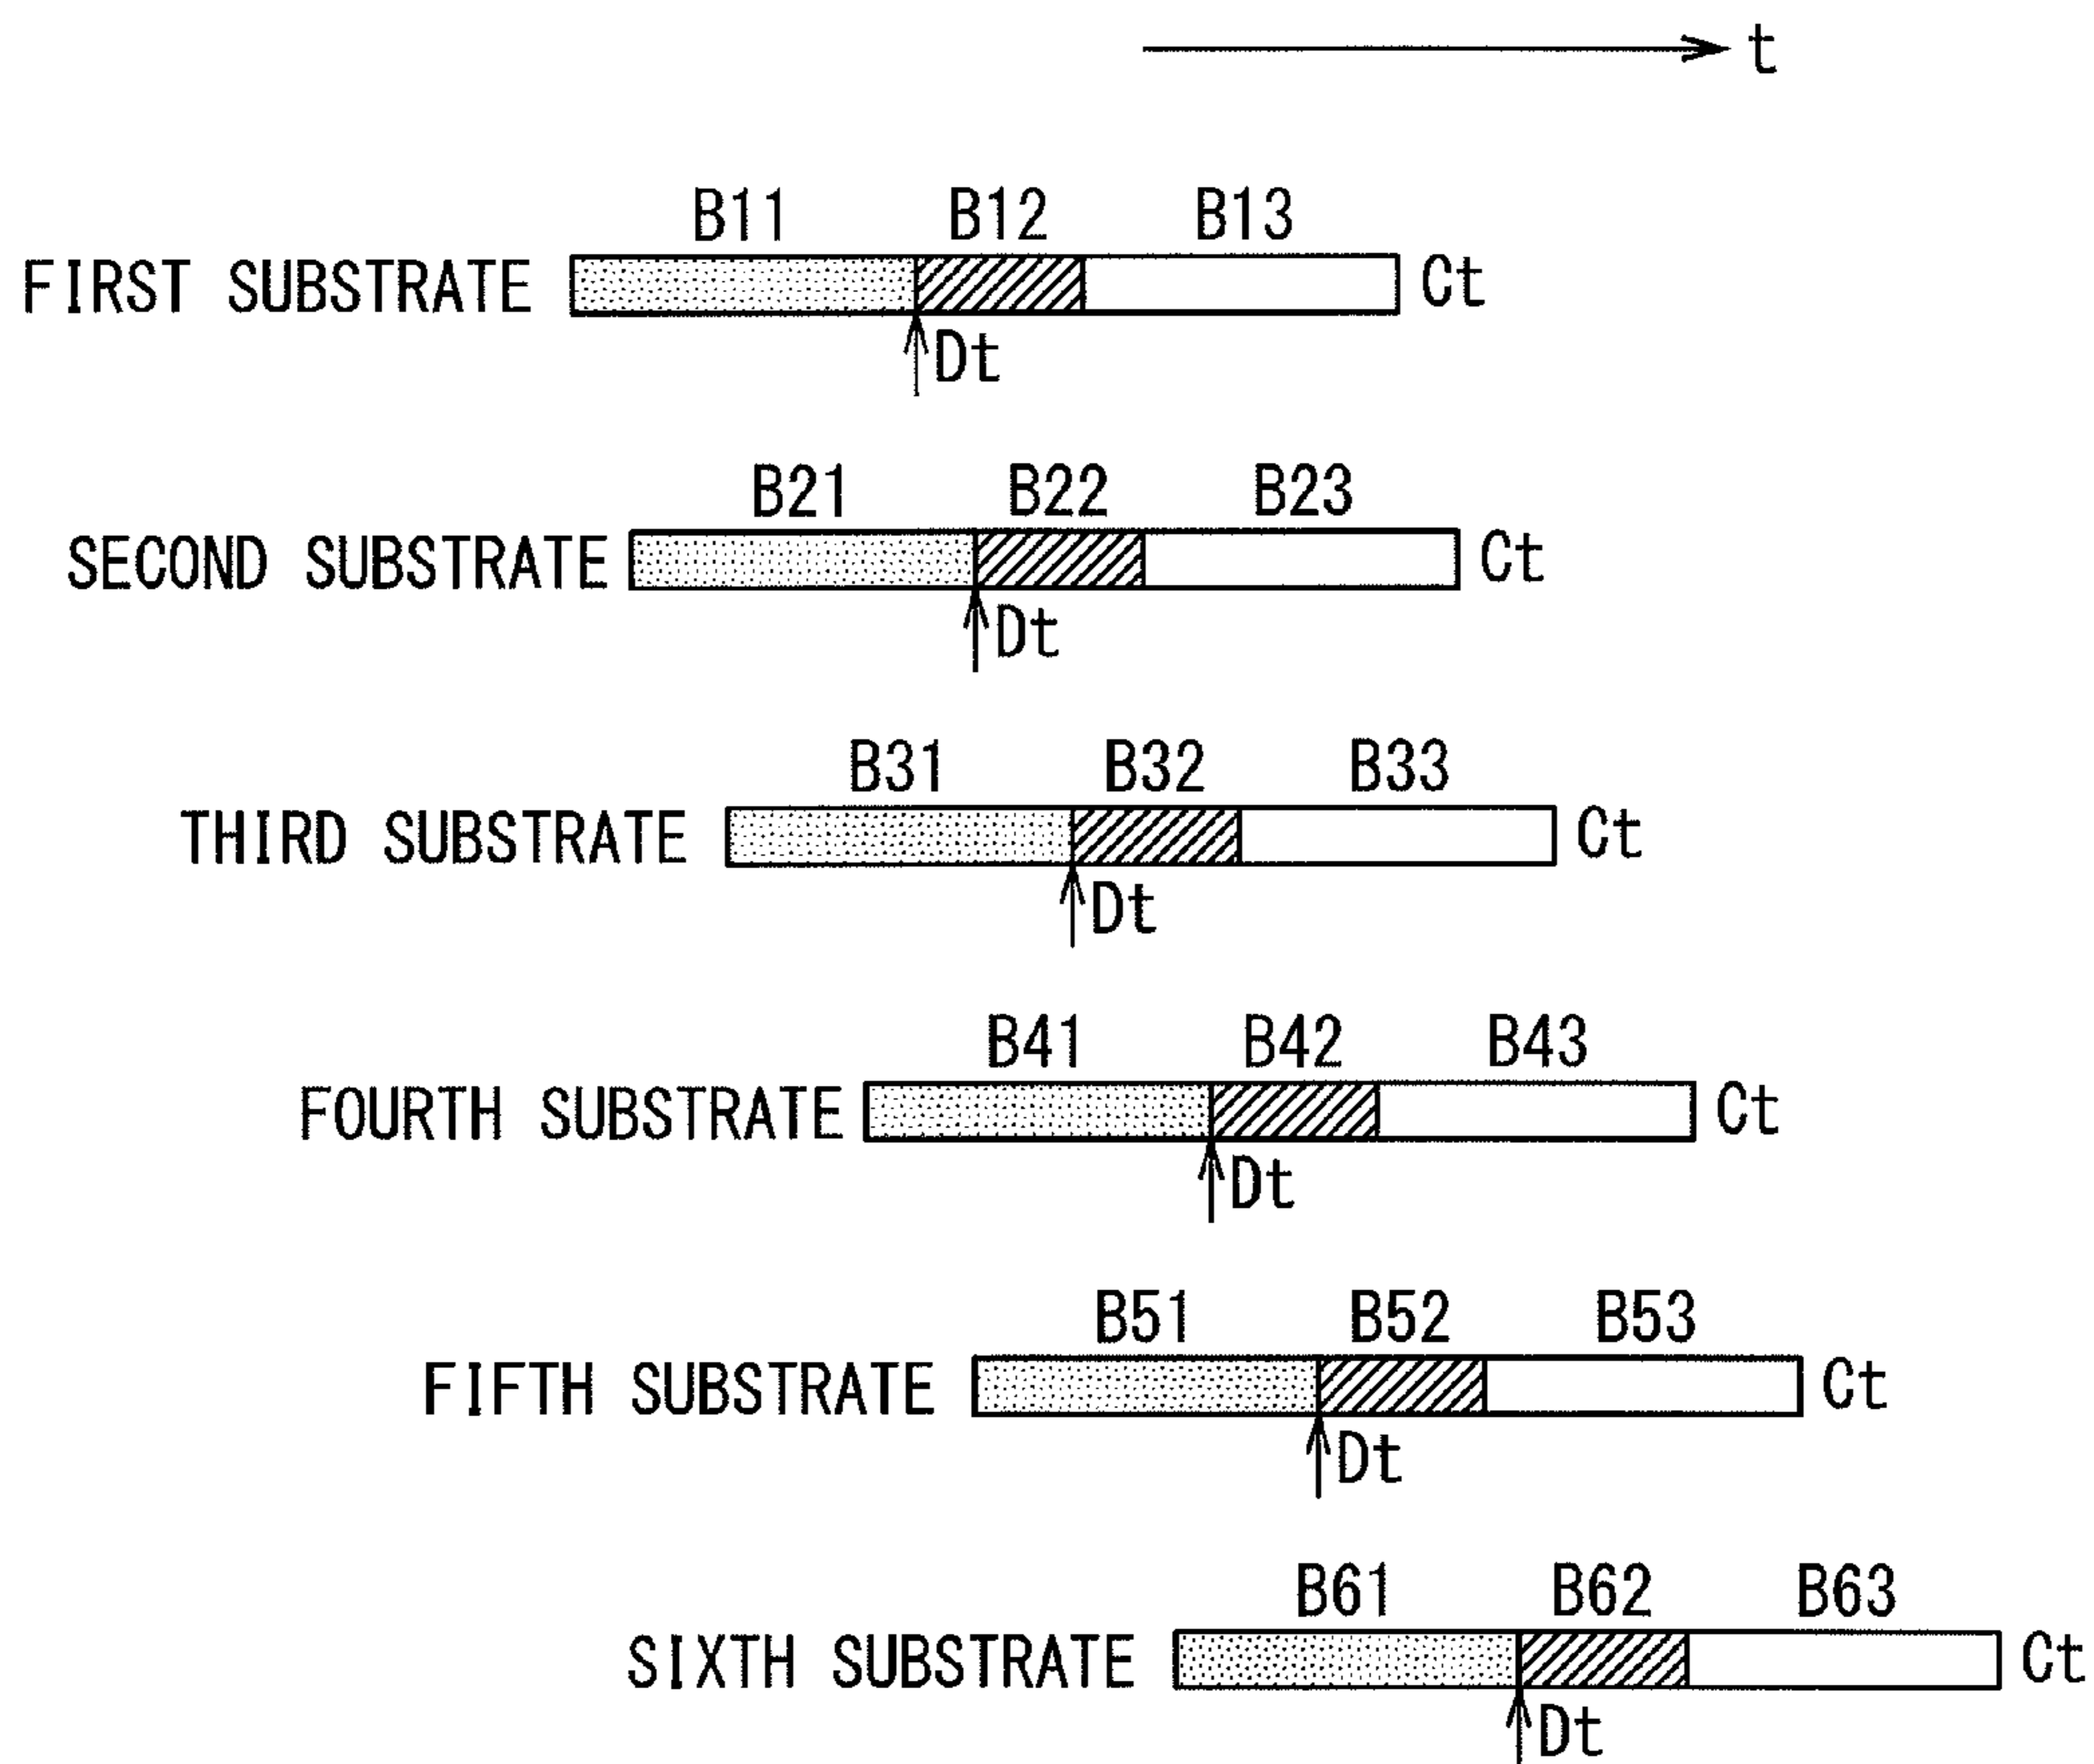 t
B11 B12 B13
FIRST SUBSTRATE Ct
Dt
B21 B22 B23
SECOND SUBSTRATE Ct
Dt
B31 B32 B33
THIRD SUBSTRATE Ct
Dt
B41 B42 B43
FOURTH SUBSTRATE Ct
Dt
B51 B52 B53
FIFTH SUBSTRATE Ct
Dt
B61 B62 B63
SIXTH SUBSTRATE Ct
Dt